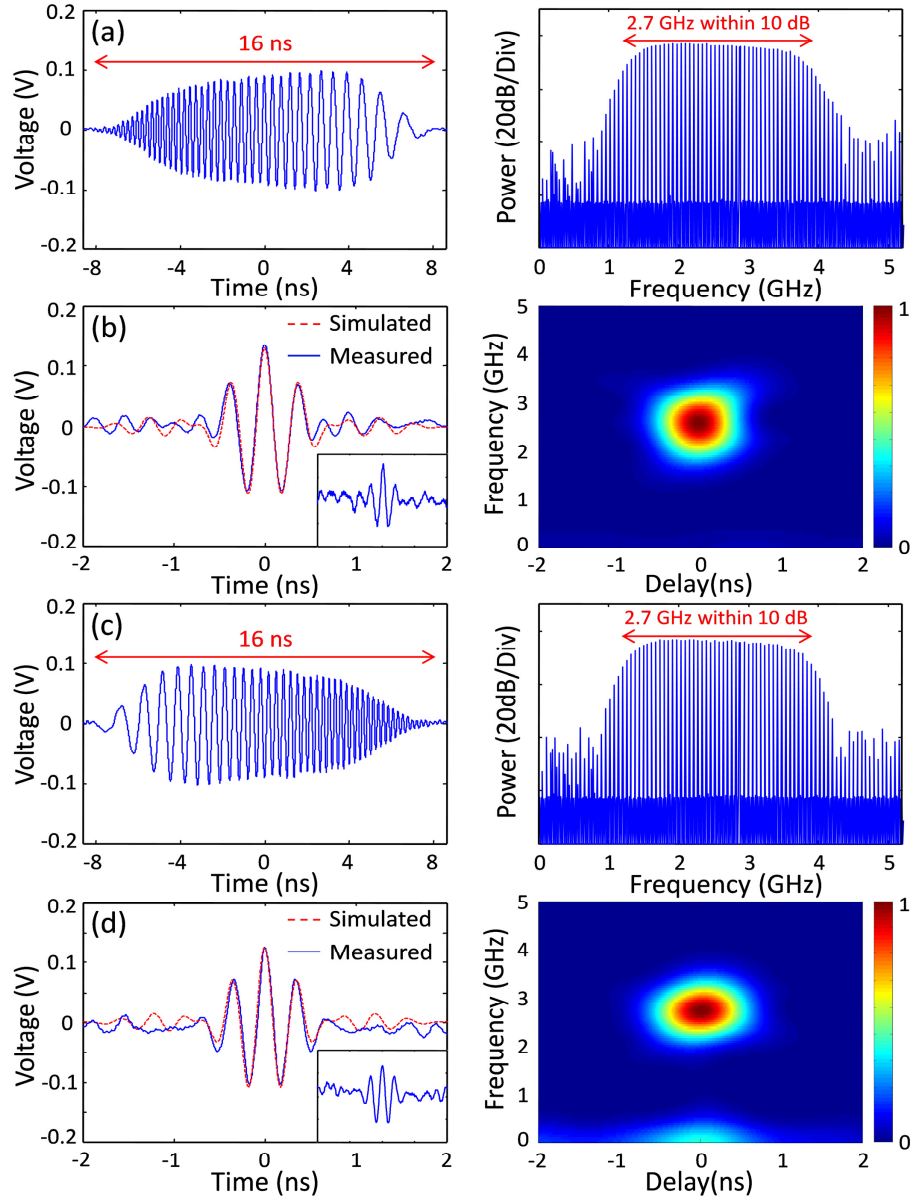 (a)
16 ns
Voltage (V)
0.2
0.1
0
-0.1
-0.2
-8 -4 0 4 8
Time (ns)
2.7 GHz within 10 dB
Power (20dB/Div)
0 1 2 3 4 5
Frequency (GHz)
(b)
Simulated
Measured
Voltage (V)
0.2
0.1
0
-0.1
-0.2
-2 -1 0 1 2
Time (ns)
Frequency (GHz)
5
4
3
2
1
0
-2 -1 0 1 2
Delay(ns)
1
0
(c)
16 ns
Voltage (V)
0.2
0.1
0
-0.1
-0.2
-8 -4 0 4 8
Time (ns)
2.7 GHz within 10 dB
Power (20dB/Div)
0 1 2 3 4 5
Frequency (GHz)
(d)
Simulated
Measured
Voltage (V)
0.2
0.1
0
-0.1
-0.2
-2 -1 0 1 2
Time (ns)
Frequency (GHz)
5
4
3
2
1
0
-2 -1 0 1 2
Delay(ns)
1
0